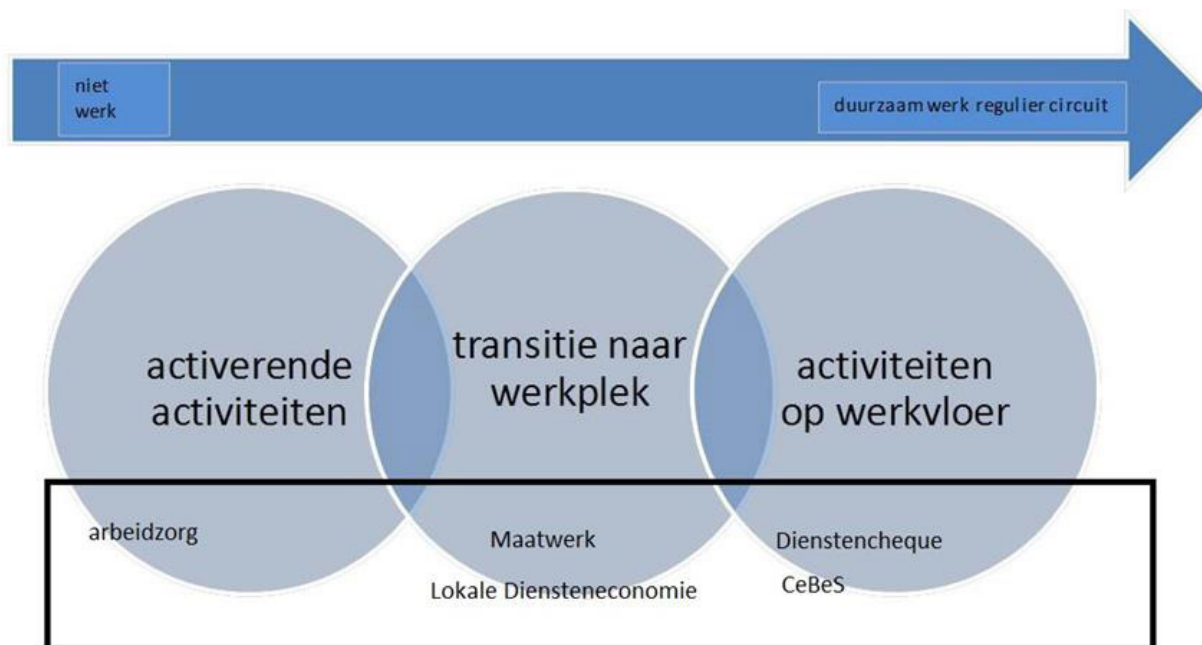 niet
werk
duurzaam werk regulier circuit
activerende
activiteiten
transitie naar
werkplek
activiteiten
op werkvloer
arbeidzorg
Maatwerk
Lokale Diensteneconomie
Dienstencheque
CeBeS